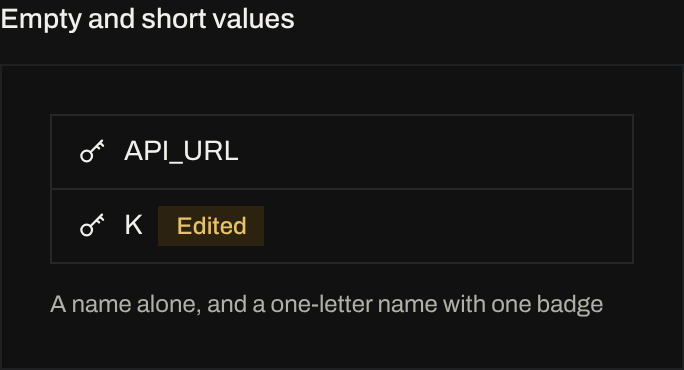 Empty and short values
API_URL
K Edited
A name alone, and a one-letter name with one badge